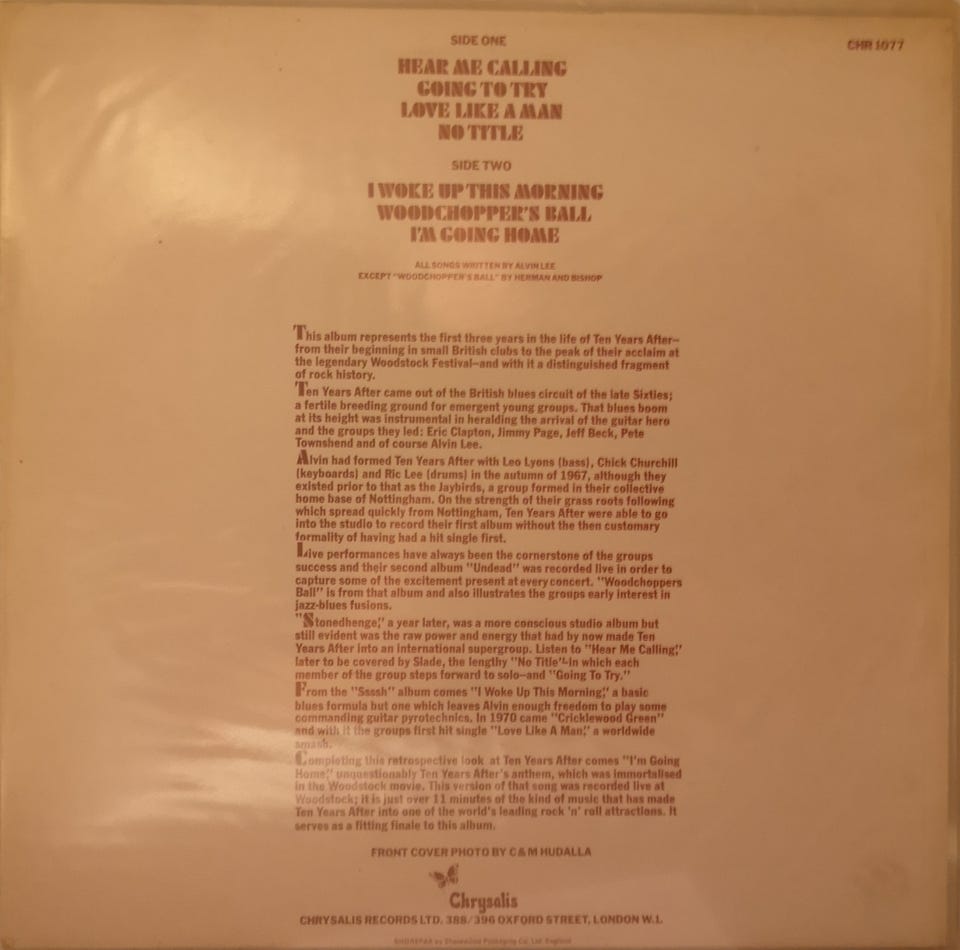 SIDE ONE
CHR 1077
HEAR ME CALLING
GOING TO TRY
LOVE LIKE A MAN
NO TITLE
SIDE TWO
I WOKE UP THIS MORNING
WOODCHOPPER'S BALL
I'M GOING HOME
ALL SONGS WRITTEN BY ALVIN LEE
EXCEPT "WOODCHOPPER'S BALL" BY HERMAN AND BISHOP
This album represents the first three years in the life of Ten Years After—
from their beginning in small British clubs to the peak of their acclaim at
the legendary Woodstock Festival—and with it a distinguished fragment
of rock history.
Ten Years After came out of the British blues circuit of the late Sixties;
a fertile breeding ground for emergent young groups. That blues boom
at its height was instrumental in heralding the arrival of the guitar hero
and the groups they led: Eric Clapton, Jimmy Page, Jeff Beck, Pete
Townshend and of course Alvin Lee.
Alvin had formed Ten Years After with Leo Lyons (bass), Chick Churchill
(keyboards) and Ric Lee (drums) in the autumn of 1967, although they
existed prior to that as the Jaybirds, a group formed in their collective
home base of Nottingham. On the strength of their grass roots following
which spread quickly from Nottingham, Ten Years After were able to go
into the studio to record their first album without the then customary
formality of having had a hit single first.
Live performances have always been the cornerstone of the groups
success and their second album "Undead" was recorded live in order to
capture some of the excitement present at every concert. "Woodchoppers
Ball" is from that album and also illustrates the groups early interest in
jazz-blues fusions.
"Stonedhenge," a year later, was a more conscious studio album but
still evident was the raw power and energy that had by now made Ten
Years After into an international supergroup. Listen to "Hear Me Calling,"
later to be covered by Slade, the lengthy "No Title"–in which each
member of the group steps forward to solo—and "Going To Try."
From the "Ssssh" album comes "I Woke Up This Morning," a basic
blues formula but one which leaves Alvin enough freedom to play some
commanding guitar pyrotechnics. In 1970 came "Cricklewood Green"
and with it the groups first hit single "Love Like A Man," a worldwide
smash.
Completing this retrospective look at Ten Years After comes "I'm Going
Home," unquestionably Ten Years After's anthem, which was immortalised
in the Woodstock movie. This version of that song was recorded live at
Woodstock; it is just over 11 minutes of the kind of music that has made
Ten Years After into one of the world's leading rock 'n' roll attractions. It
serves as a fitting finale to this album.
FRONT COVER PHOTO BY C & M HUDALLA
Chrysalis
CHRYSALIS RECORDS LTD. 388/396 OXFORD STREET, LONDON W.1.
Packaging Co. Ltd. England